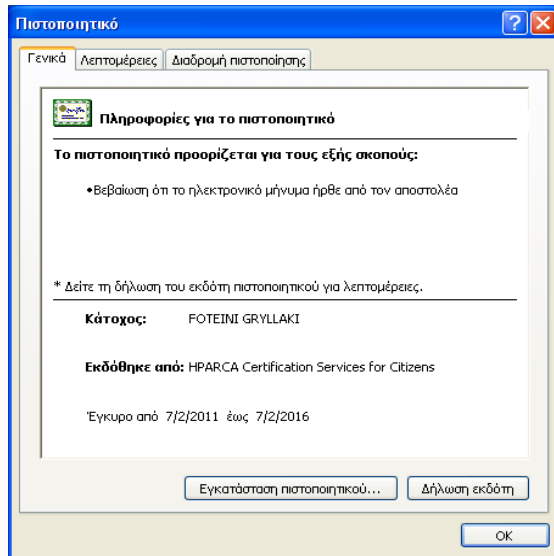 Πιστοποιητικό
Γενικά Λεπτομέρειες Διαδρομή πιστοποίησης
Πληροφορίες για το πιστοποιητικό
Το πιστοποιητικό προορίζεται για τους εξής σκοπούς:
•Βεβαίωση ότι το ηλεκτρονικό μήνυμα ήρθε από τον αποστολέα
* Δείτε τη δήλωση του εκδότη πιστοποιητικού για λεπτομέρειες.
Κάτοχος: FOTEINI GRYLLAKI
Εκδόθηκε από: HPARCA Certification Services for Citizens
Έγκυρο από 7/2/2011 έως 7/2/2016
Εγκατάσταση πιστοποιητικού... Δήλωση εκδότη
OK